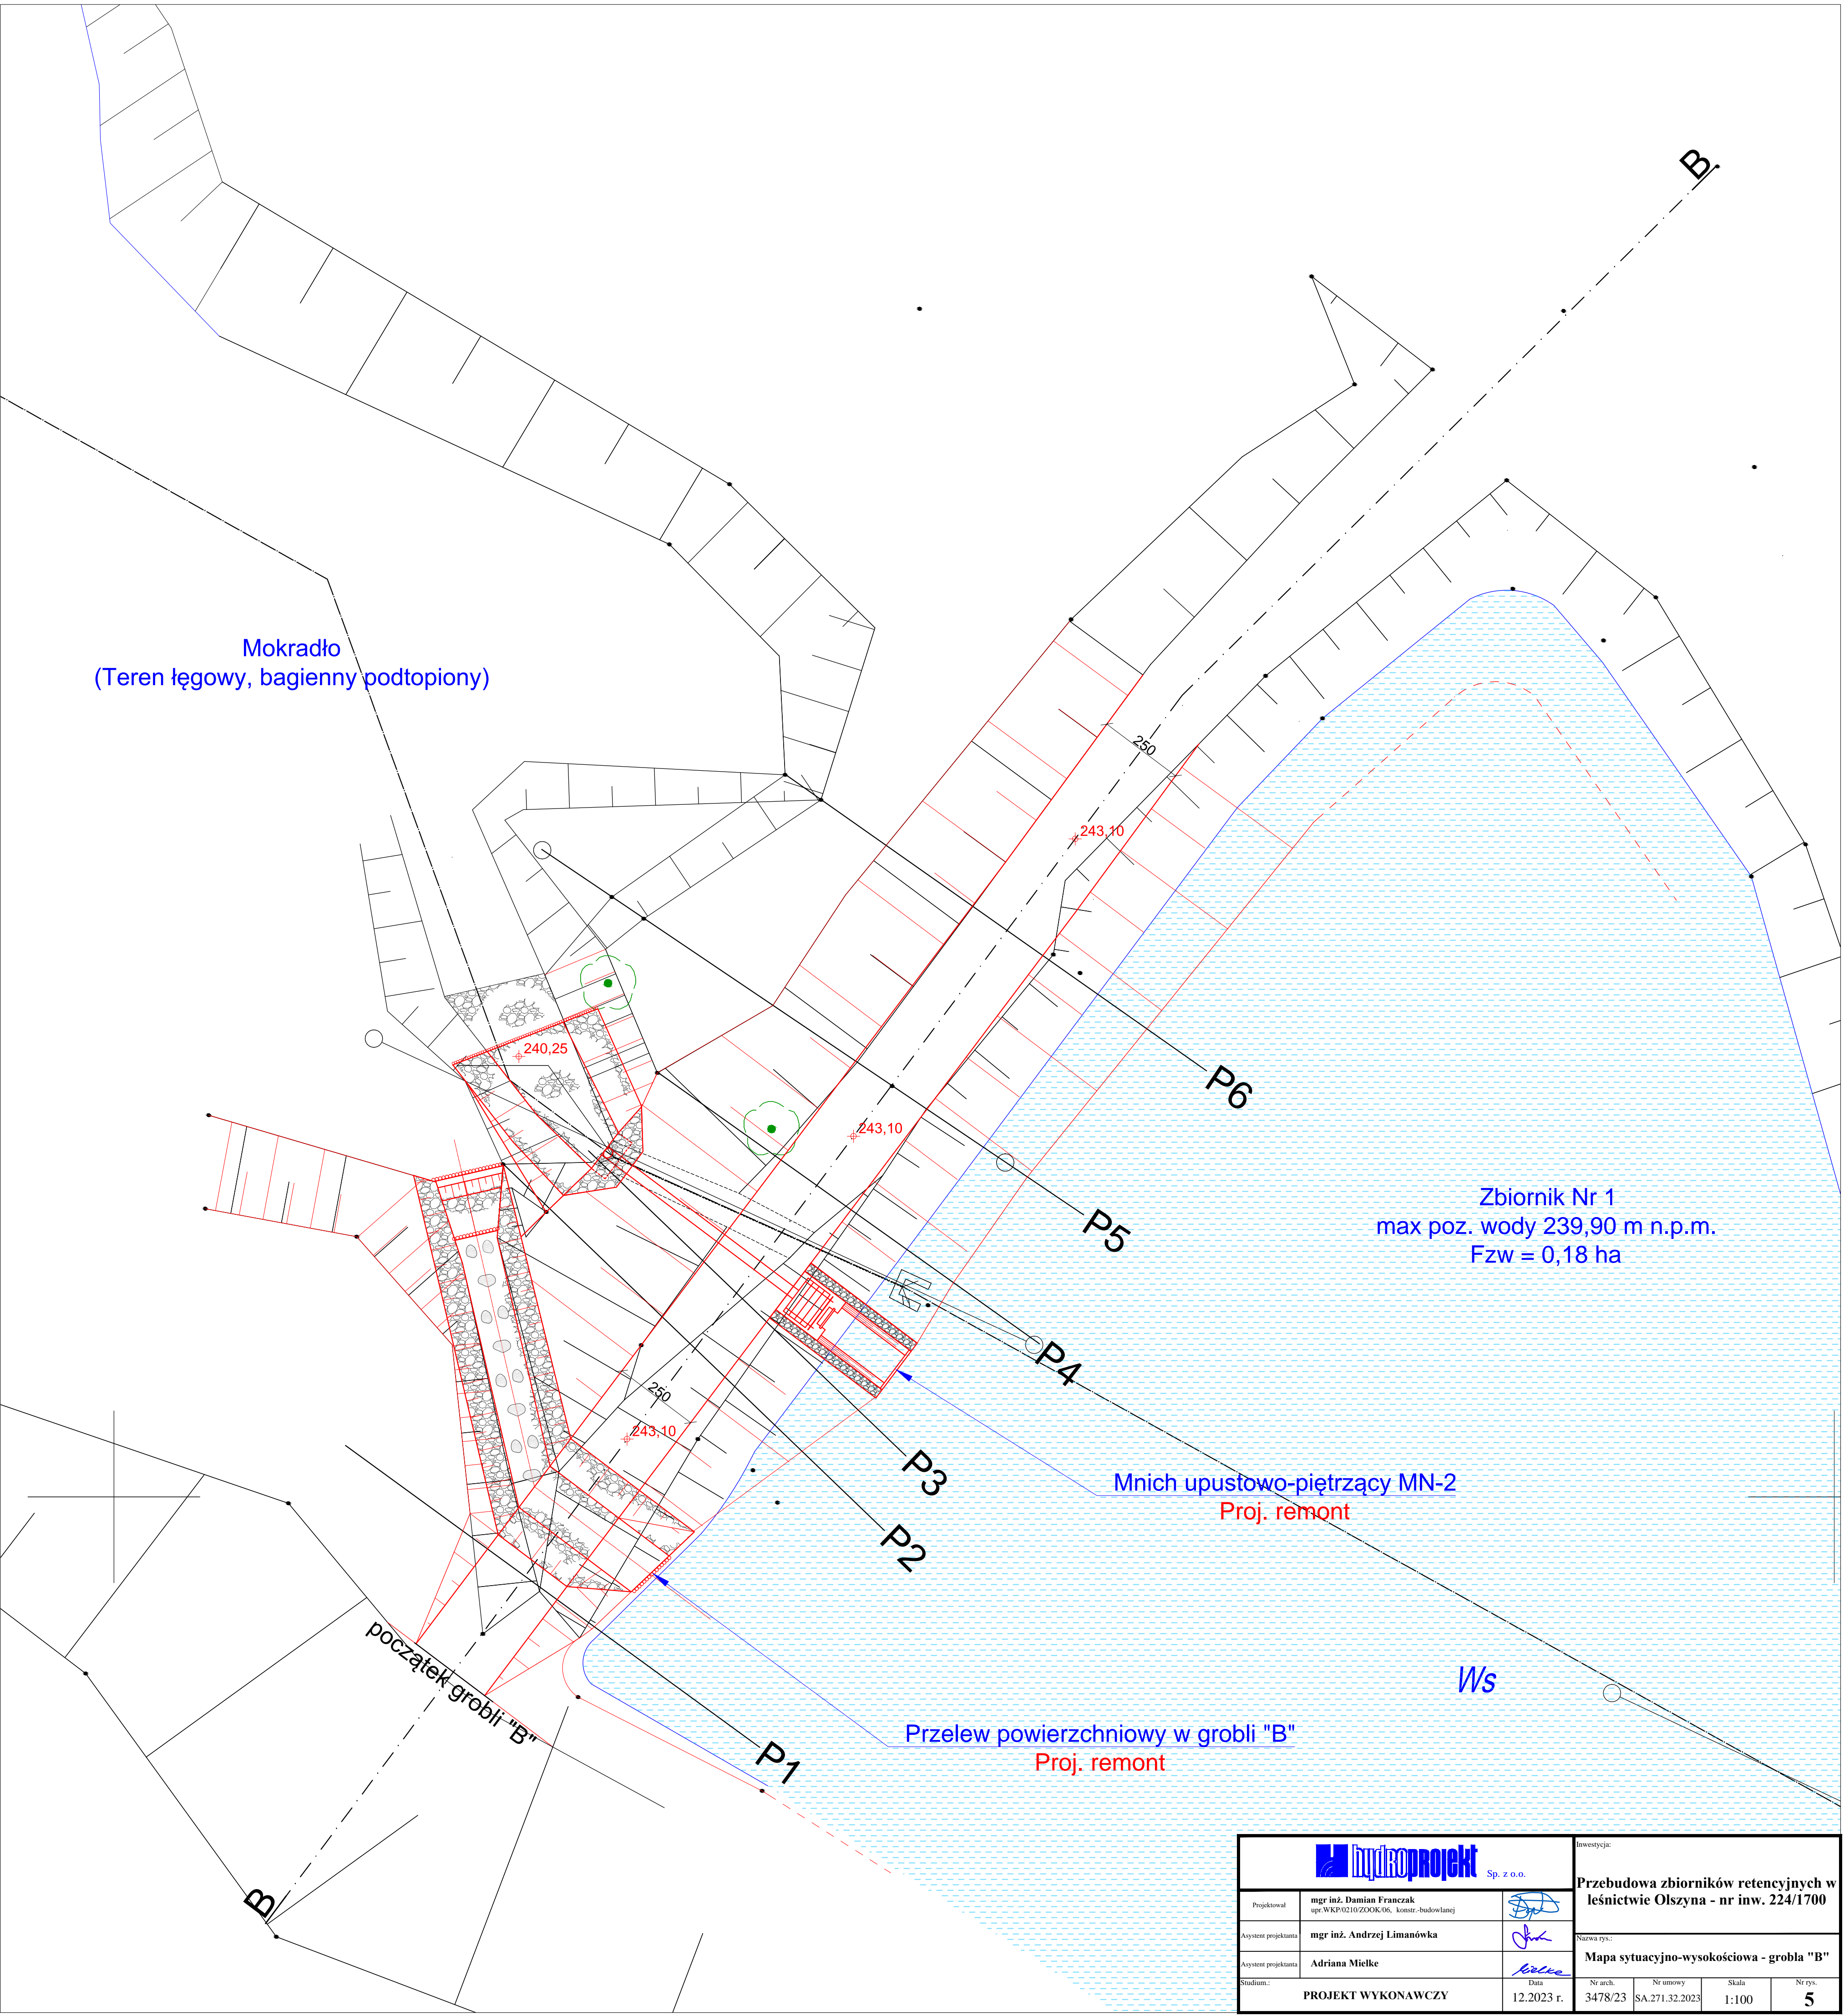 B
Mokradło
(Teren łęgowy, bagienny podtopiony)
250
243,10
240,25
P6
243,10
P5
Zbiornik Nr 1
max poz. wody 239,90 m n.p.m.
Fzw = 0,18 ha
P4
250
243,10
P3
Mnich upustowo-piętrzący MN-2
Proj. remont
P2
początek grobli "B"
Ws
Przelew powierzchniowy w grobli "B"
Proj. remont
P1
B
hydroprojekt Sp. z o.o.
Inwestycja:
Przebudowa zbiorników retencyjnych w
leśnictwie Olszyna - nr inw. 224/1700
Projektował
mgr inż. Damian Franczak
upr.WKP/0210/ZOOK/06, konstr.-budowlanej
Asystent projektanta
mgr inż. Andrzej Limanówka
Nazwa rys.:
Mapa sytuacyjno-wysokościowa - grobla "B"
Asystent projektanta
Adriana Mielke
Mielke
Studium.:
PROJEKT WYKONAWCZY
Data
12.2023 r.
Nr arch.
3478/23
Nr umowy
SA.271.32.2023
Skala
1:100
Nr rys.
5